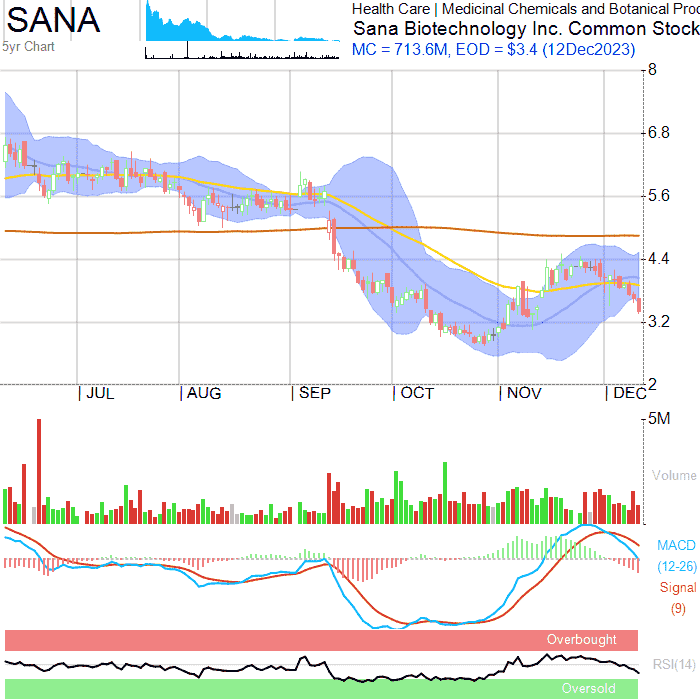 SANA
5yr Chart
Health Care | Medicinal Chemicals and Botanical
Sana Biotechnology Inc. Common Stock
MC = 713.6M, EOD = $3.4 (12Dec2023)
8
6.8
5.6
4.4
3.2
2
JUL
AUG
SEP
OCT
NOV
DEC
5M
Volume
MACD
(12-26)
Signal
(9)
Overbought
RSI(14)
Oversold